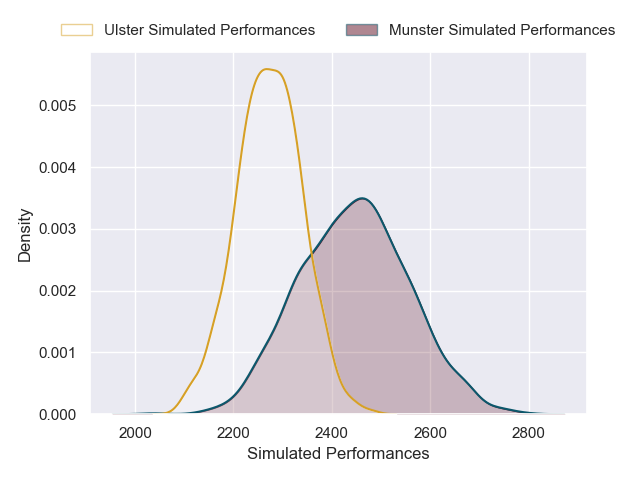 Ulster Simulated Performances Munster Simulated Performances
0.005
0.004
0.003
0.002
0.001
0.000
Density
2000 2200 2400 2600 2800
Simulated Performances